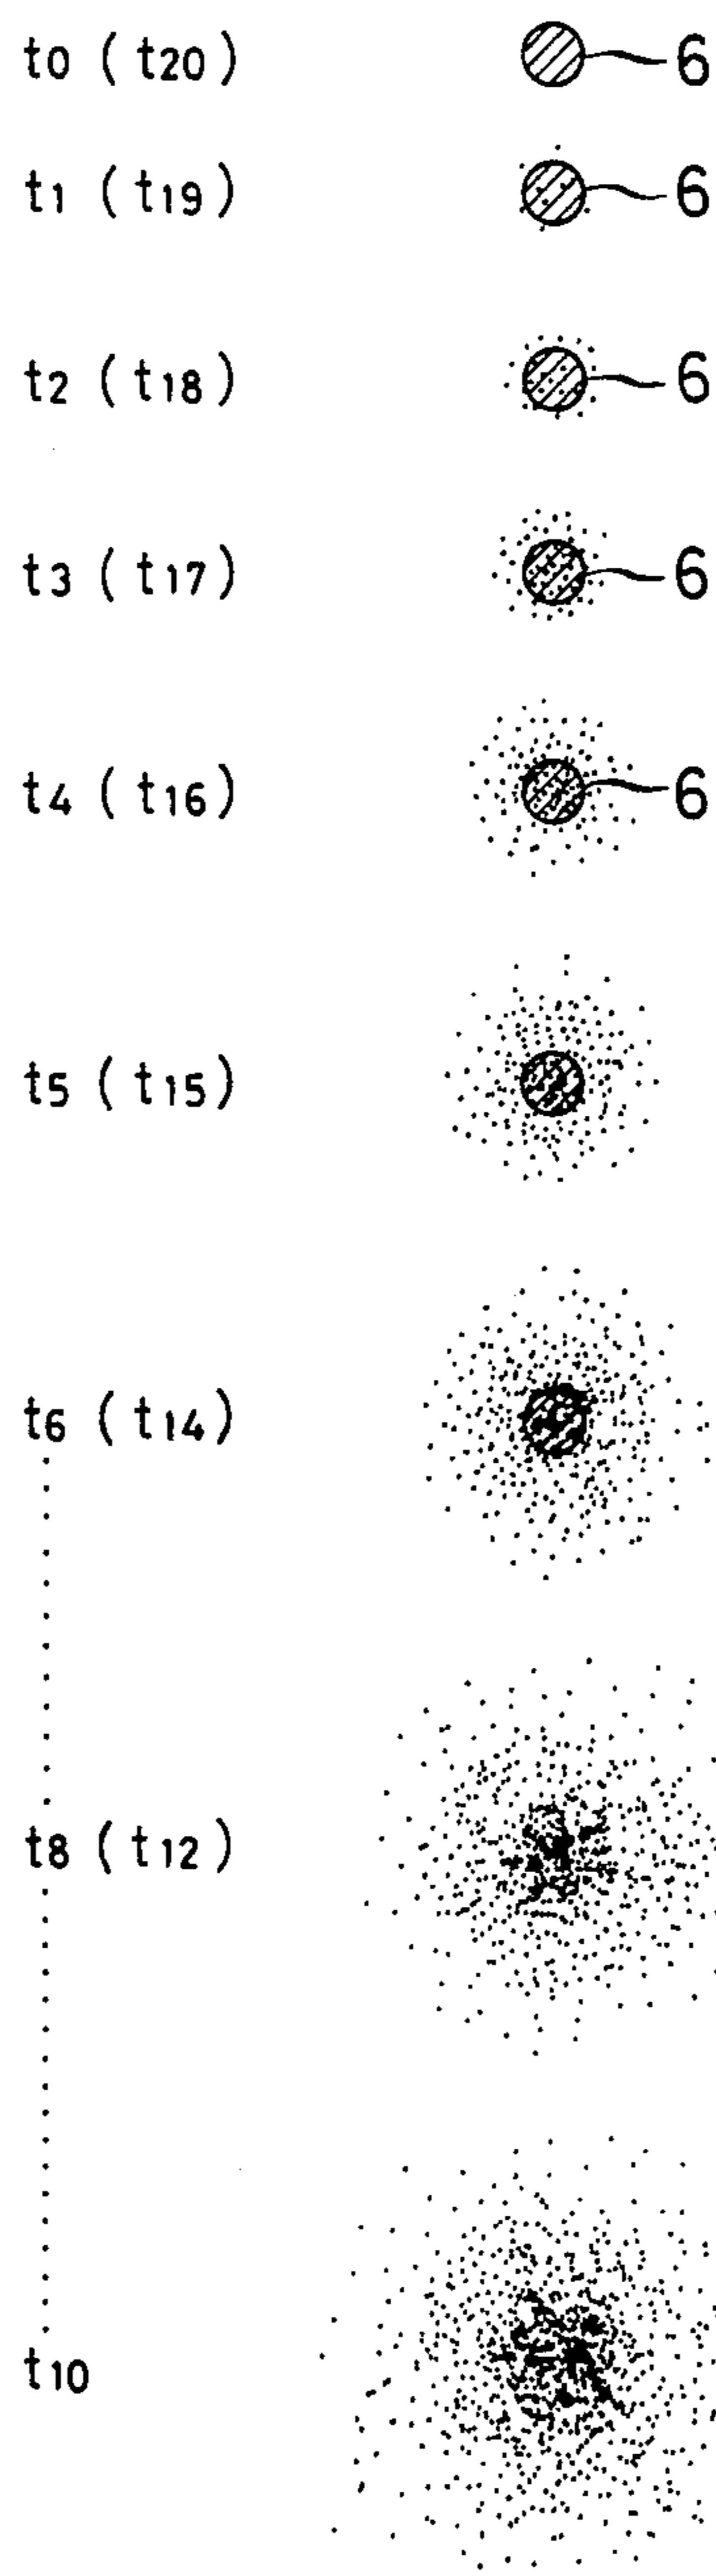 t0 (t20) 6
t1 (t19) 6
t2 (t18) 6
t3 (t17) 6
t4 (t16) 6
t5 (t15)
t6 (t14)
t8 (t12)
t10